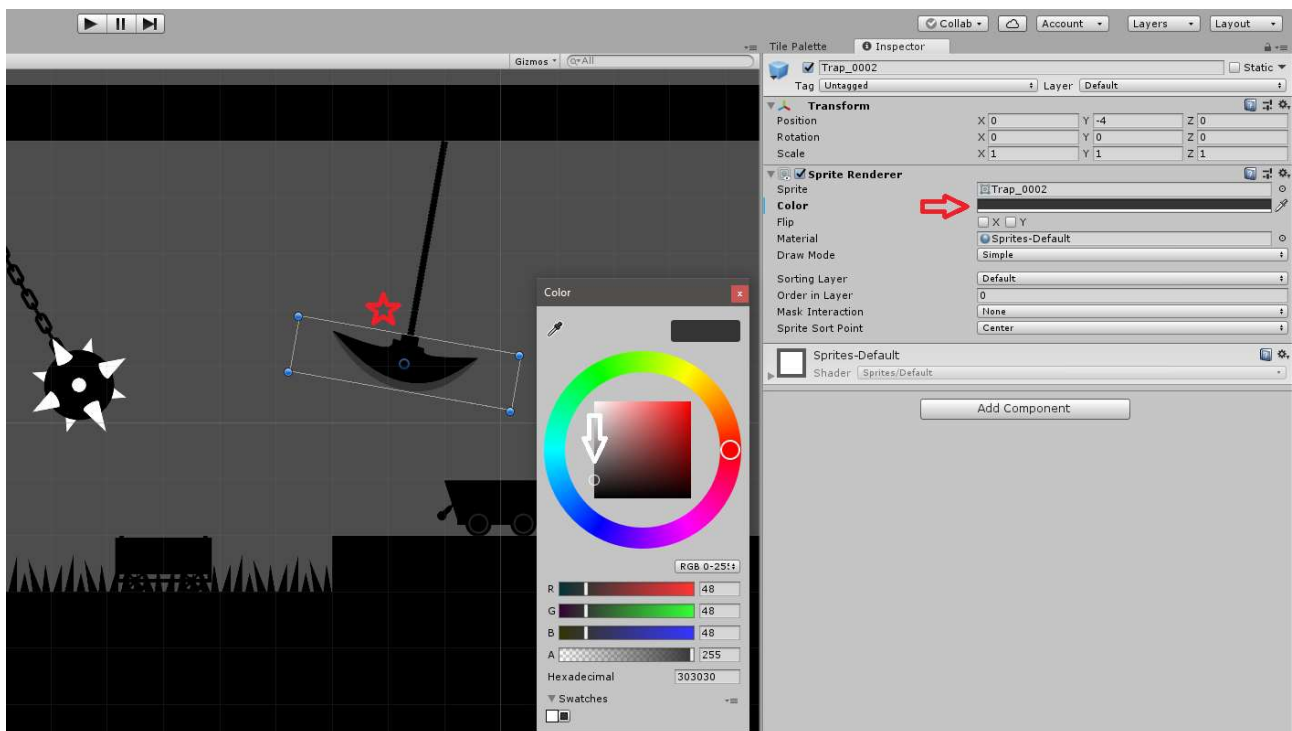 Collab Account Layers Layout
Tile Palette Inspector
Gizmos All
Trap_0002 Static
Tag Untagged Layer Default
Transform
Position X 0 Y -4 Z 0
Rotation X 0 Y 0 Z 0
Scale X 1 Y 1 Z 1
Sprite Renderer
Sprite Trap_0002
Color
Flip X Y
Material Sprites-Default
Draw Mode Simple
Sorting Layer Default
Order in Layer 0
Mask Interaction None
Sprite Sort Point Center
Sprites-Default
Shader Sprites/Default
Add Component
Color
RGB 0-25
R 48
G 48
B 48
A 255
Hexadecimal 303030
Swatches